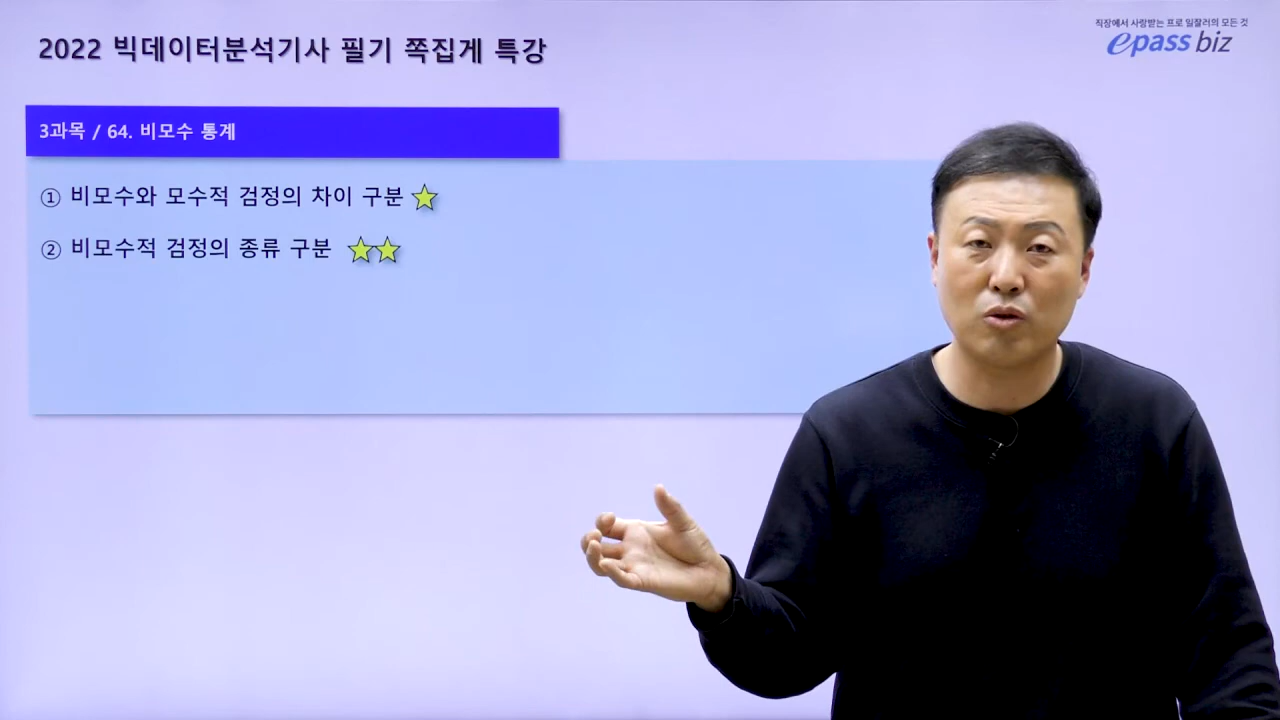 2022 빅데이터분석기사 필기 쪽집게 특강
직장에서 사랑받는 프로 일잘러의 모든 것
epass biz
3과목 / 64. 비모수 통계
① 비모수와 모수적 검정의 차이 구분
② 비모수적 검정의 종류 구분